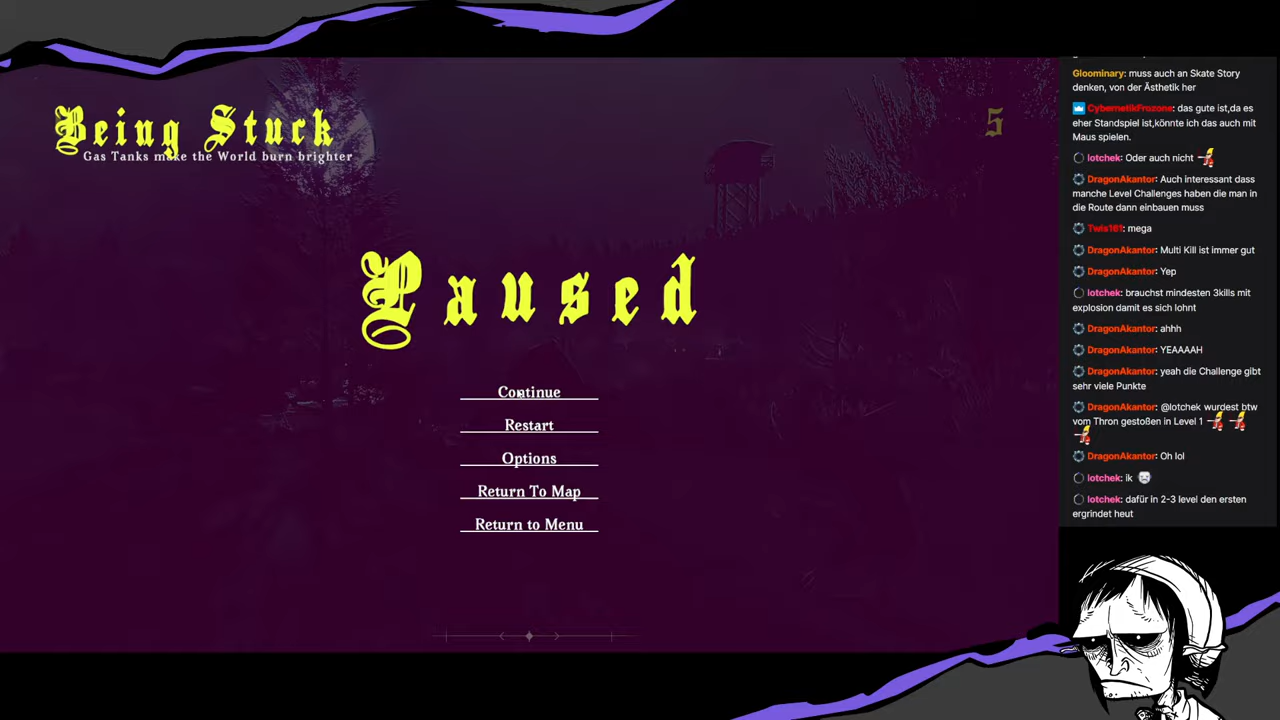 Being Stuck
Gas Tanks make the World burn brighter
5
Paused
Continue
Restart
Options
Return To Map
Return to Menu
Gloominary: muss auch an Skate Story
denken, von der Ästhetik her
CybernetikFrozone: das gute ist,da es
eher Standspiel ist,könnte ich das auch mit
Maus spielen.
lotchek: Oder auch nicht
DragonAkantor: Auch interessant dass
manche Level Challenges haben die man in
die Route dann einbauen muss
Twis161: mega
DragonAkantor: Multi Kill ist immer gut
DragonAkantor: Yep
lotchek: brauchst mindesten 3kills mit
explosion damit es sich lohnt
DragonAkantor: ahhh
DragonAkantor: YEAAAAH
DragonAkantor: yeah die Challenge gibt
sehr viele Punkte
DragonAkantor: @lotchek wurdest btw
vom Thron gestoßen in Level 1
DragonAkantor: Oh lol
lotchek: ik
lotchek: dafür in 2-3 level den ersten
ergrindet heut